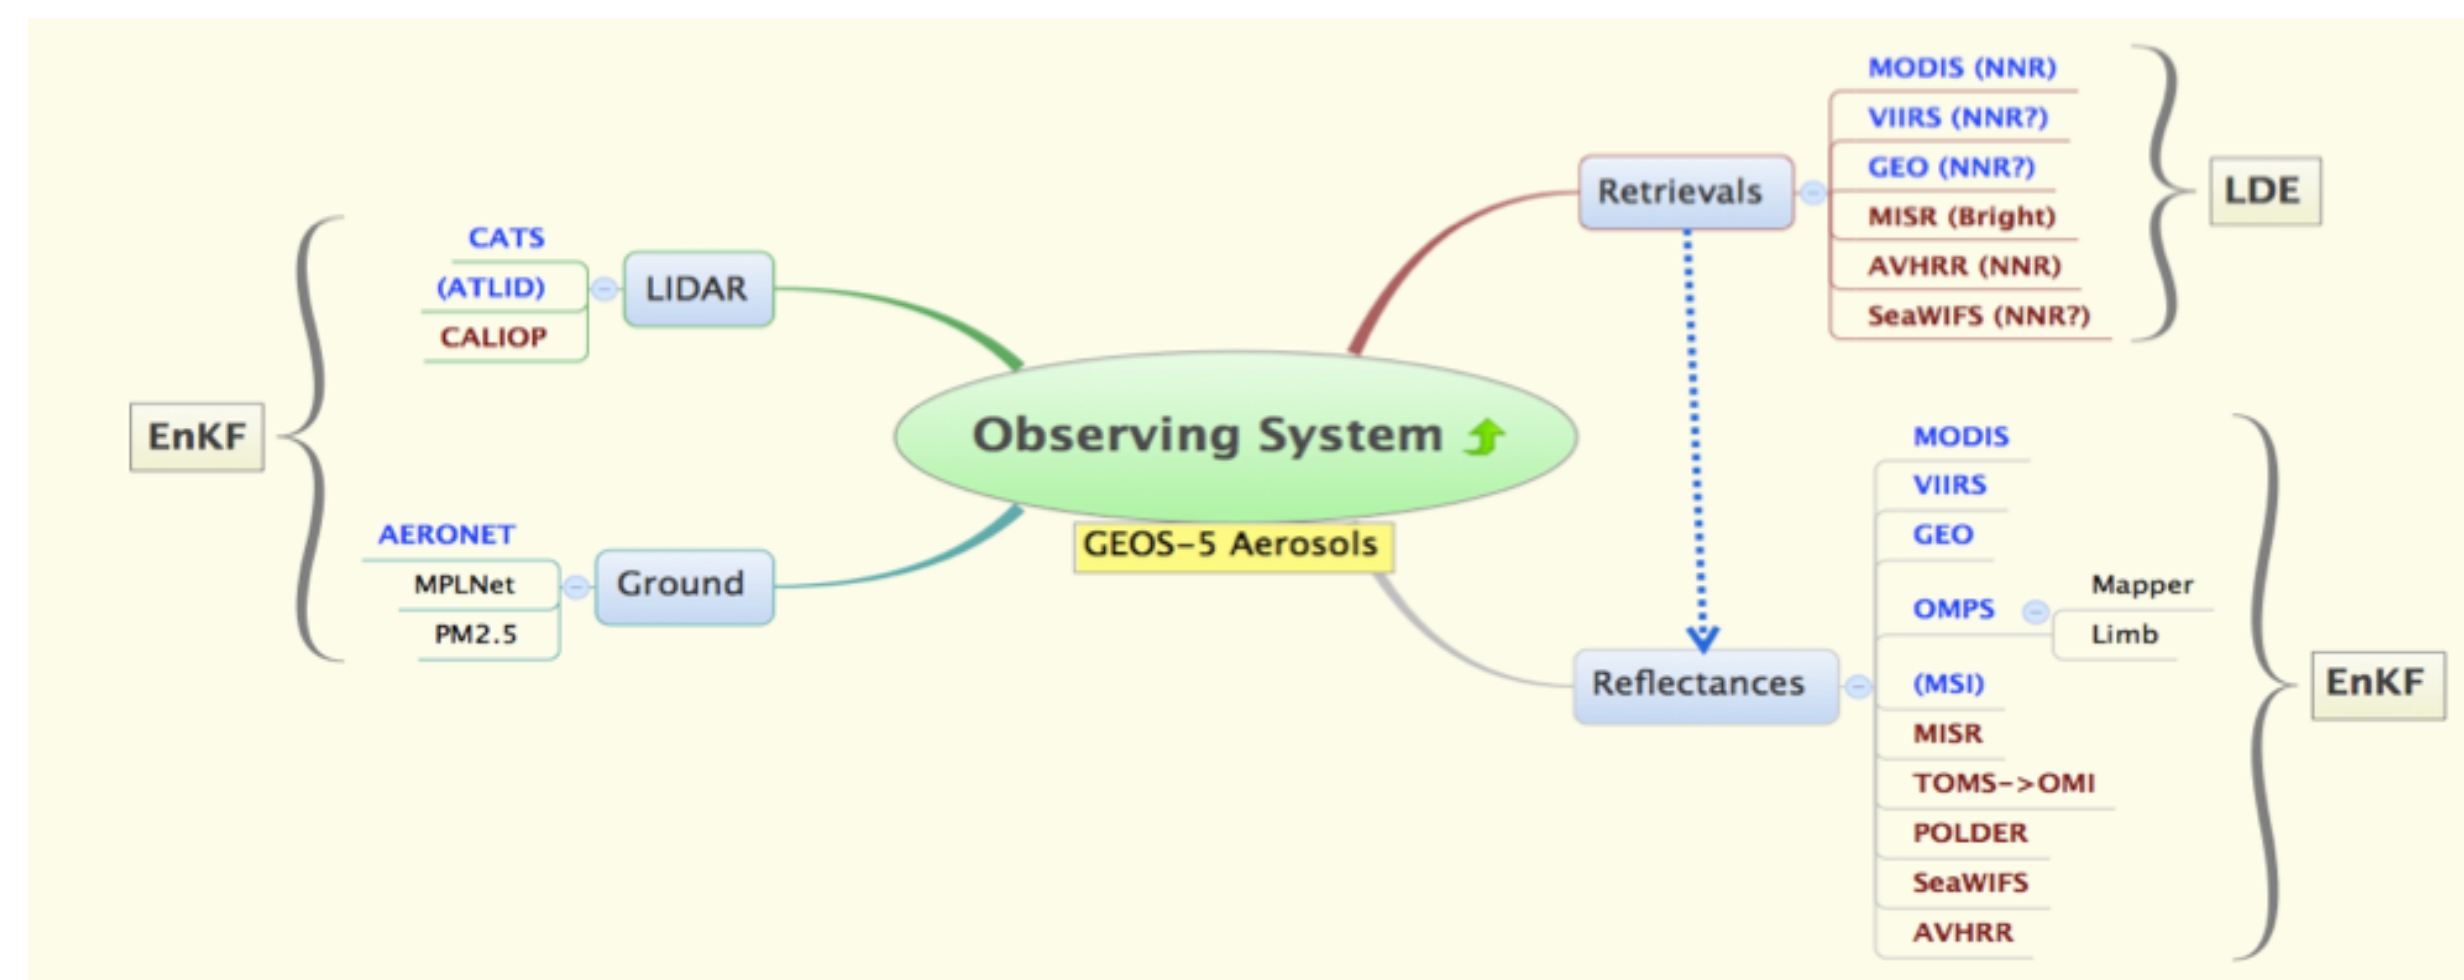 EnKF
CATS
(ATLID)
CALIOP
LIDAR
AERONET
MPLNet
PM2.5
Ground
Observing System
GEOS-5 Aerosols
Retrievals
MODIS (NNR)
VIIRS (NNR?)
GEO (NNR?)
MISR (Bright)
AVHRR (NNR)
SeaWIFS (NNR?)
LDE
Reflectances
MODIS
VIIRS
GEO
OMPS
Mapper
Limb
(MSI)
MISR
TOMS->OMI
POLDER
SeaWIFS
AVHRR
EnKF